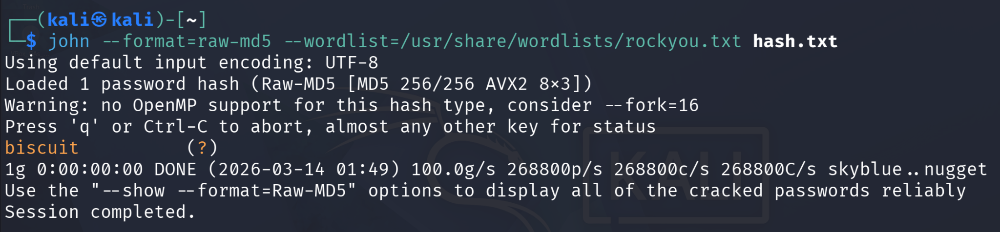 Trash
┌──(kali㉿kali)-[~]
└─$ john --format=raw-md5 --wordlist=/usr/share/wordlists/rockyou.txt hash.txt
Using default input encoding: UTF-8
Loaded 1 password hash (Raw-MD5 [MD5 256/256 AVX2 8×3])
Warning: no OpenMP support for this hash type, consider --fork=16
Press 'q' or Ctrl-C to abort, almost any other key for status
biscuit          (?)
1g 0:00:00:00 DONE (2026-03-14 01:49) 100.0g/s 268800p/s 268800c/s 268800C/s skyblue..nugget
Use the "--show --format=Raw-MD5" options to display all of the cracked passwords reliably
Session completed.
KALI